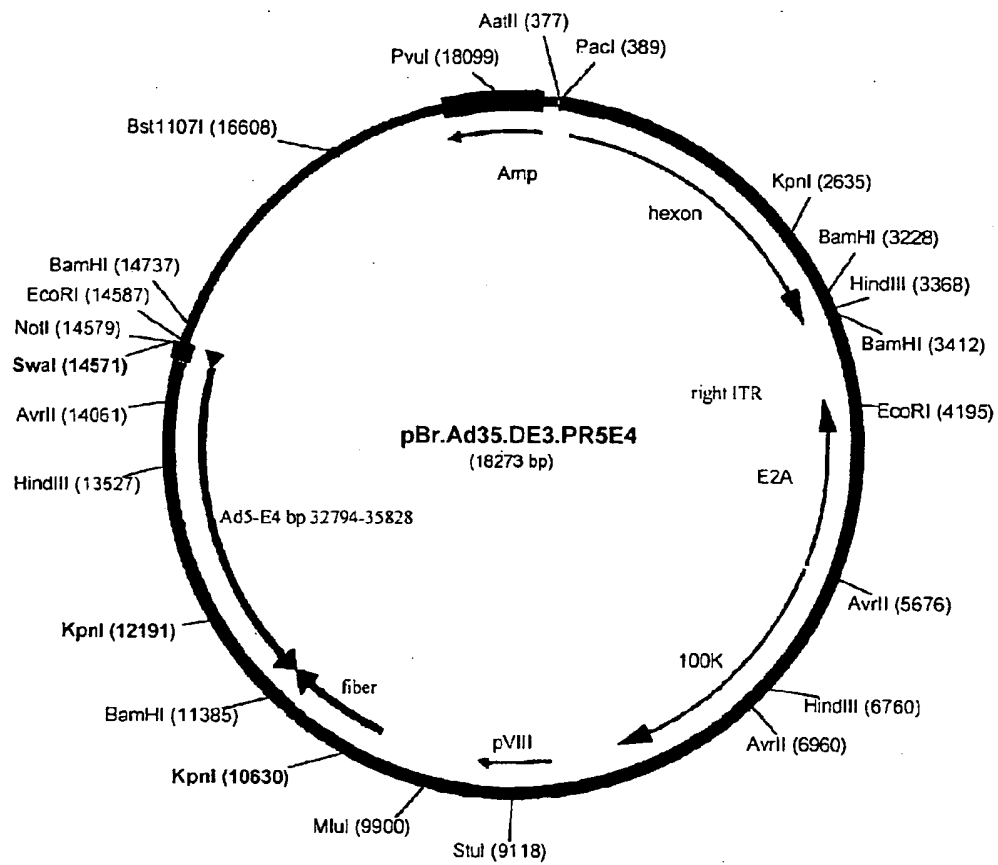 AatII (377)
PacI (389)
PvuI (18099)
Bst1107I (16608)
Amp
hexon
KpnI (2635)
BamHI (3228)
HindIII (3368)
BamHI (3412)
BamHI (14737)
EcoRI (14587)
NotI (14579)
SwaI (14571)
AvrII (14061)
HindIII (13527)
right ITR
EcoRI (4195)
pBr.Ad35.DE3.PR5E4
(18273 bp)
E2A
Ad5-E4 bp 32794-35828
AvrII (5676)
KpnI (12191)
100K
fiber
HindIII (6760)
BamHI (11385)
AvrII (6960)
pVIII
KpnI (10630)
MluI (9900)
StuI (9118)